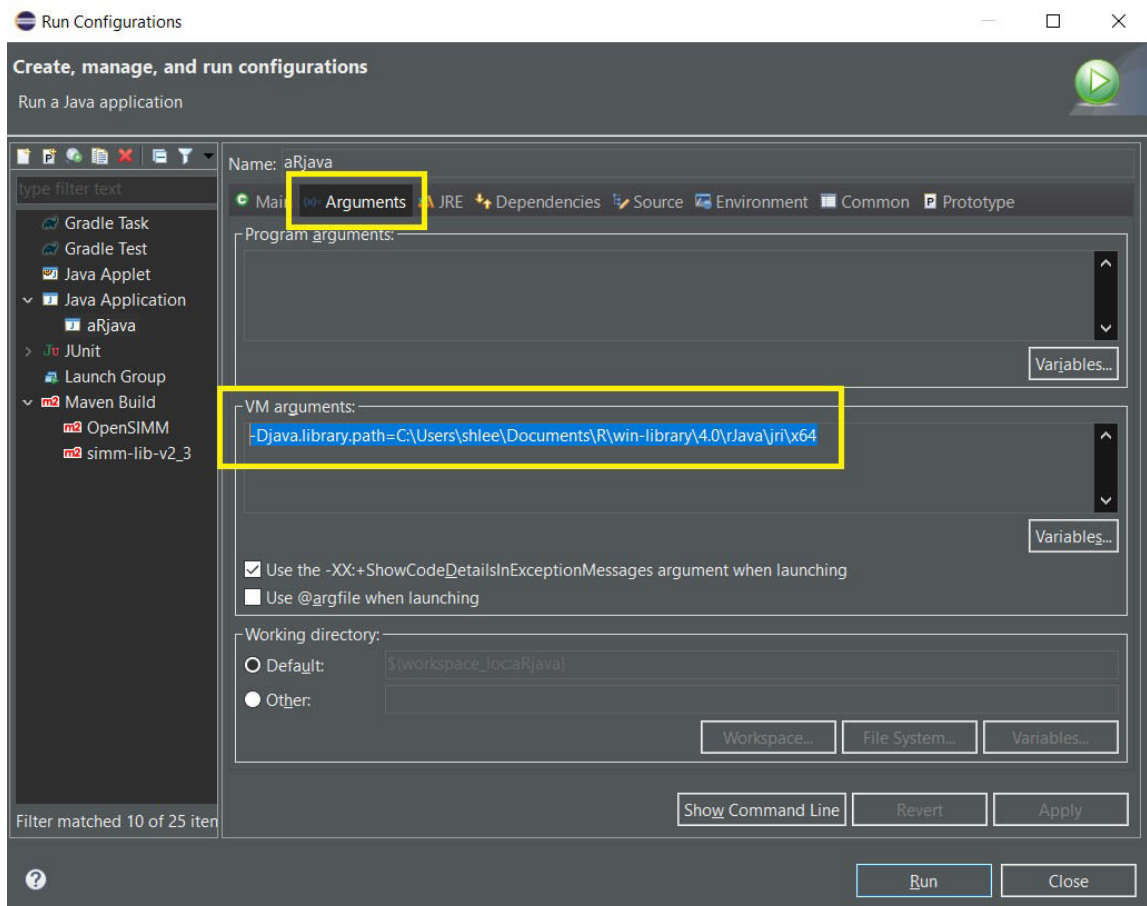 Run Configurations
Create, manage, and run configurations
Run a Java application
type filter text
Gradle Task
Gradle Test
Java Applet
Java Application
aRjava
JUnit
Launch Group
Maven Build
OpenSIMM
simm-lib-v2_3
Filter matched 10 of 25 iten
Name: aRjava
Main Arguments JRE Dependencies Source Environment Common Prototype
Program arguments:
Variables...
VM arguments:
-Djava.library.path=C:\Users\shlee\Documents\R\win-library\4.0\rJava\jri\x64
Variables...
Use the -XX:+ShowCodeDetailsInExceptionMessages argument when launching
Use @argfile when launching
Working directory:
Default: ${workspace_loc:aRjava}
Other:
Workspace... File System... Variables...
Show Command Line Revert Apply
Run Close